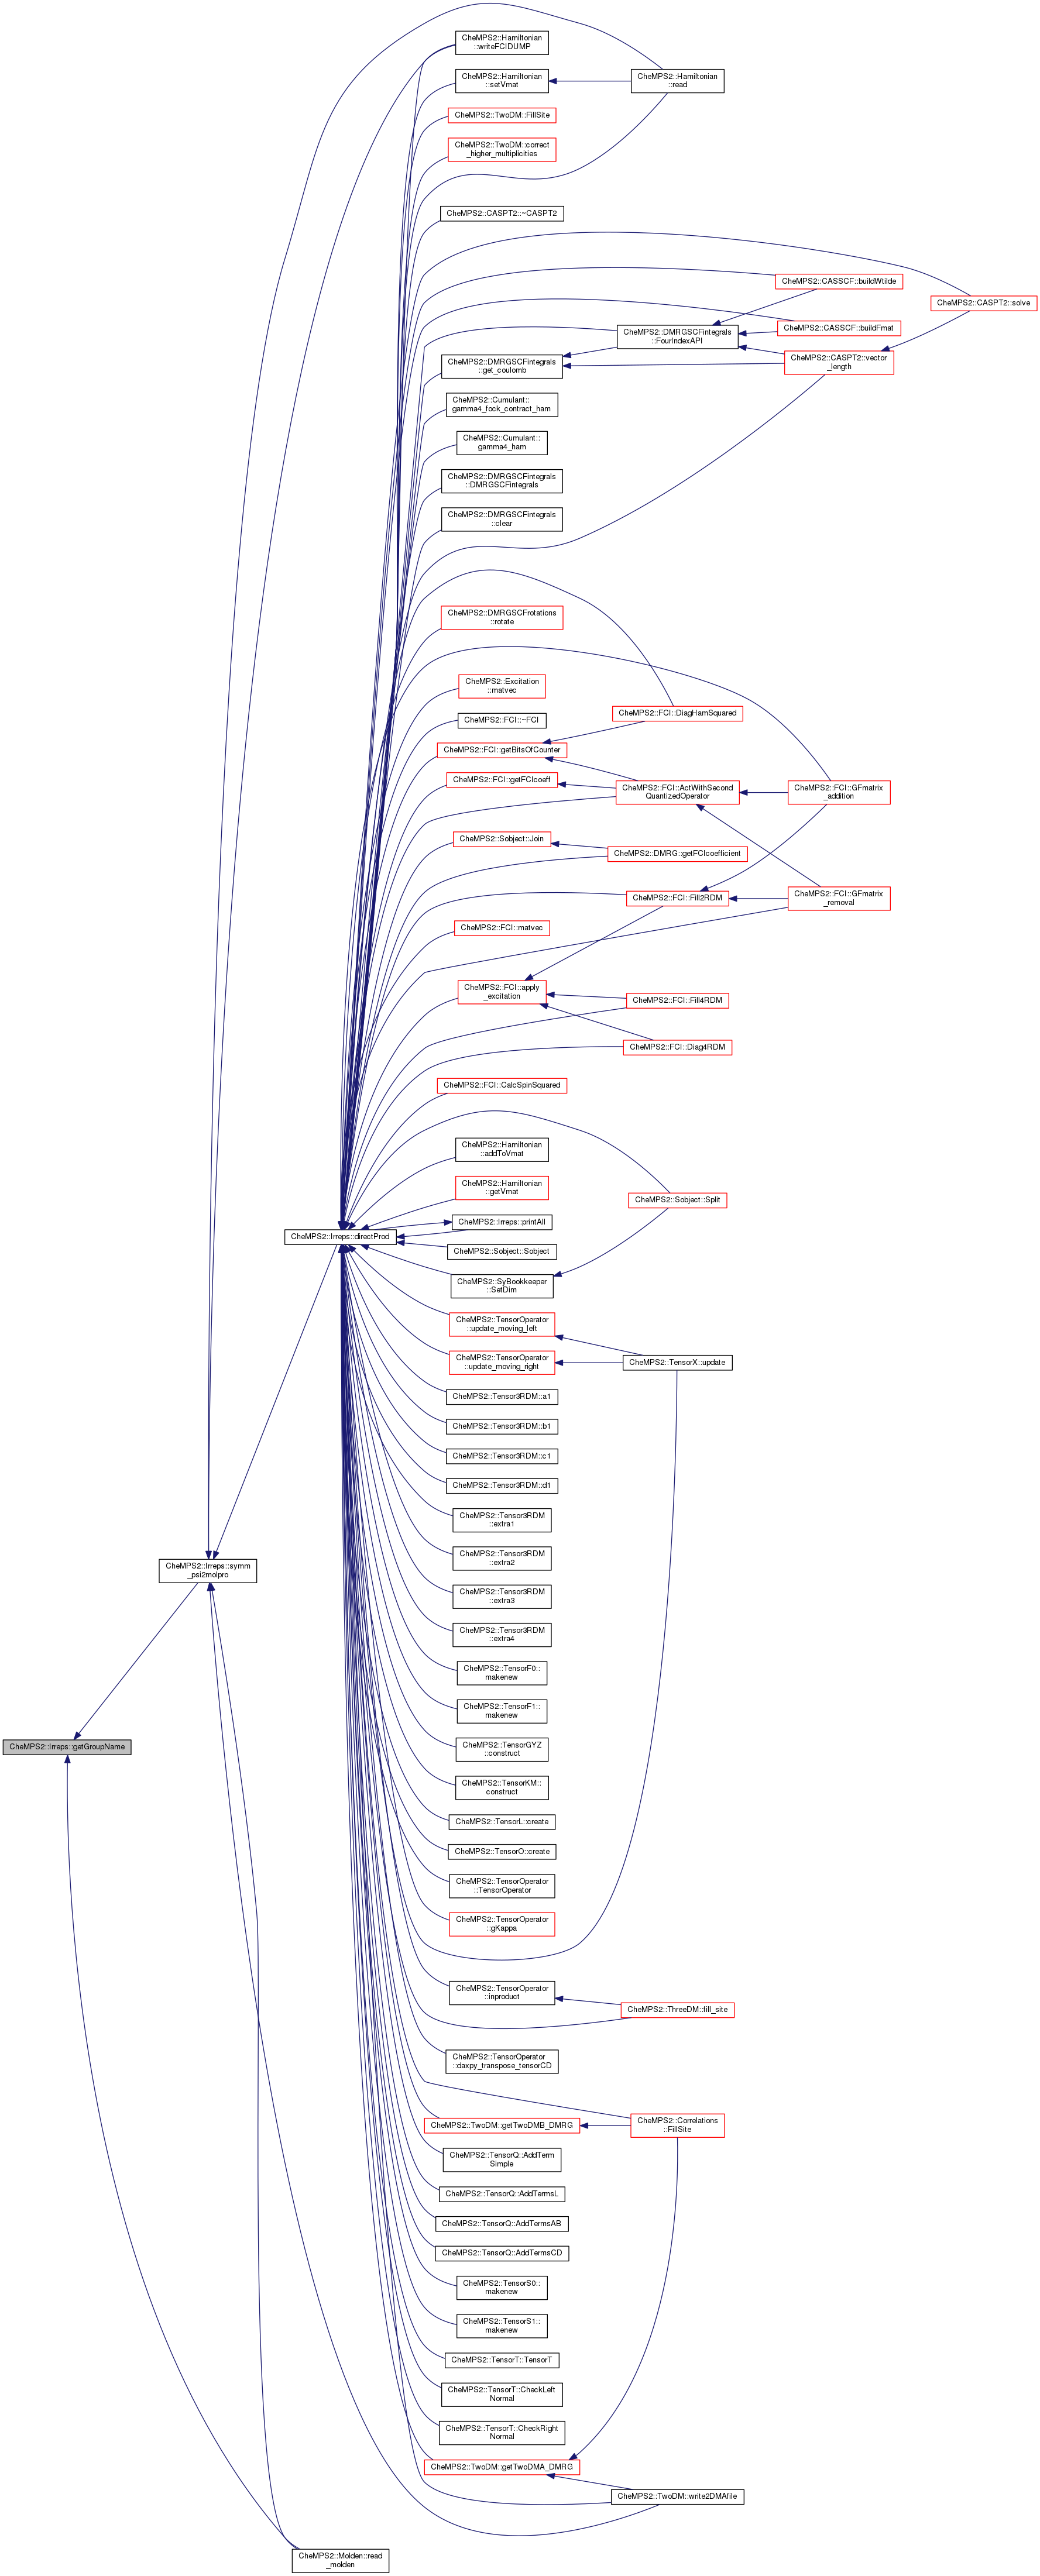 CheMPS2::Hamiltonian
::writeFCIDUMP
CheMPS2::Hamiltonian
::setVmat
CheMPS2::Hamiltonian
::read
CheMPS2::TwoDM::FillSite
CheMPS2::TwoDM::correct
_higher_multiplicities
CheMPS2::CASPT2::~CASPT2
CheMPS2::CASSCF::buildWtilde
CheMPS2::CASPT2::solve
CheMPS2::CASSCF::buildFmat
CheMPS2::DMRGSCFintegrals
::FourIndexAPI
CheMPS2::DMRGSCFintegrals
::get_coulomb
CheMPS2::CASPT2::vector
_length
CheMPS2::Cumulant::
gamma4_fock_contract_ham
CheMPS2::Cumulant::
gamma4_ham
CheMPS2::DMRGSCFintegrals
::DMRGSCFintegrals
CheMPS2::DMRGSCFintegrals
::clear
CheMPS2::DMRGSCFrotations
::rotate
CheMPS2::Excitation
::matvec
CheMPS2::FCI::DiagHamSquared
CheMPS2::FCI::~FCI
CheMPS2::FCI::getBitsOfCounter
CheMPS2::FCI::getFCIcoeff
CheMPS2::FCI::ActWithSecond
QuantizedOperator
CheMPS2::FCI::GFmatrix
_addition
CheMPS2::Sobject::Join
CheMPS2::DMRG::getFCIcoefficient
CheMPS2::FCI::Fill2RDM
CheMPS2::FCI::GFmatrix
_removal
CheMPS2::FCI::matvec
CheMPS2::FCI::apply
_excitation
CheMPS2::FCI::Fill4RDM
CheMPS2::FCI::Diag4RDM
CheMPS2::FCI::CalcSpinSquared
CheMPS2::Hamiltonian
::addToVmat
CheMPS2::Hamiltonian
::getVmat
CheMPS2::Sobject::Split
CheMPS2::Irreps::printAll
CheMPS2::Irreps::directProd
CheMPS2::Sobject::Sobject
CheMPS2::SyBookkeeper
::SetDim
CheMPS2::TensorOperator
::update_moving_left
CheMPS2::TensorOperator
::update_moving_right
CheMPS2::TensorX::update
CheMPS2::Tensor3RDM::a1
CheMPS2::Tensor3RDM::b1
CheMPS2::Tensor3RDM::c1
CheMPS2::Tensor3RDM::d1
CheMPS2::Tensor3RDM
::extra1
CheMPS2::Tensor3RDM
::extra2
CheMPS2::Irreps::symm
_psi2molpro
CheMPS2::Tensor3RDM
::extra3
CheMPS2::Tensor3RDM
::extra4
CheMPS2::TensorF0::
makenew
CheMPS2::TensorF1::
makenew
CheMPS2::Irreps::getGroupName
CheMPS2::TensorGYZ
::construct
CheMPS2::TensorKM::
construct
CheMPS2::TensorL::create
CheMPS2::TensorO::create
CheMPS2::TensorOperator
::TensorOperator
CheMPS2::TensorOperator
::gKappa
CheMPS2::TensorOperator
::inproduct
CheMPS2::ThreeDM::fill_site
CheMPS2::TensorOperator
::daxpy_transpose_tensorCD
CheMPS2::TwoDM::getTwoDMB_DMRG
CheMPS2::Correlations
::FillSite
CheMPS2::TensorQ::AddTerm
Simple
CheMPS2::TensorQ::AddTermsL
CheMPS2::TensorQ::AddTermsAB
CheMPS2::TensorQ::AddTermsCD
CheMPS2::TensorS0::
makenew
CheMPS2::TensorS1::
makenew
CheMPS2::TensorT::TensorT
CheMPS2::TensorT::CheckLeft
Normal
CheMPS2::TensorT::CheckRight
Normal
CheMPS2::TwoDM::getTwoDMA_DMRG
CheMPS2::TwoDM::write2DMAfile
CheMPS2::Molden::read
_molden